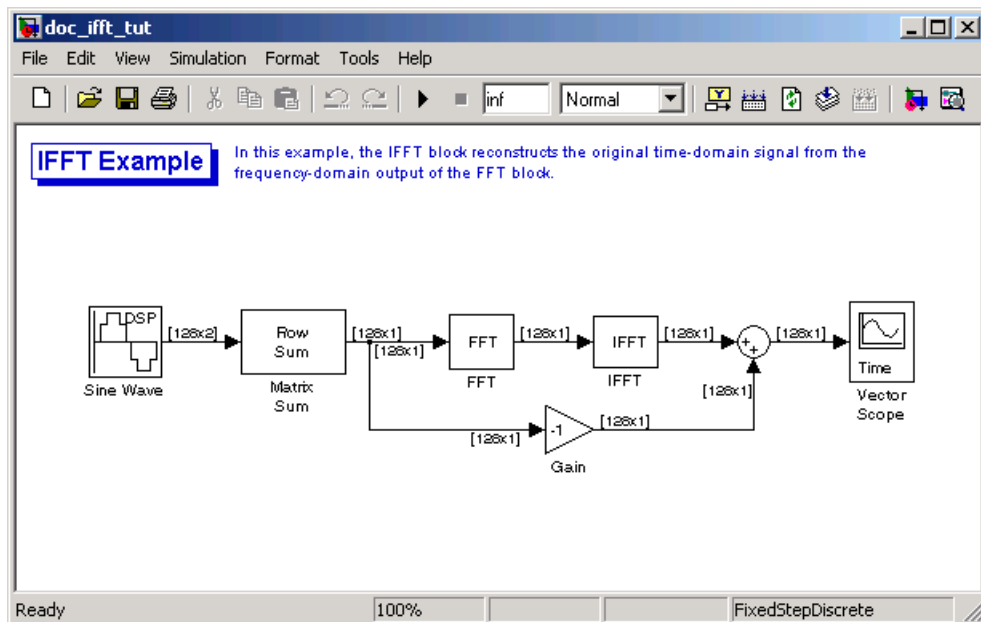 doc_ifft_tut
File Edit View Simulation Format Tools Help
inf Normal
IFFT Example
In this example, the IFFT block reconstructs the original time-domain signal from the
frequency-domain output of the FFT block.
DSP
[128x2]
Sine Wave
Row
Sum
Matrix
Sum
[128x1]
[128x1]
FFT
FFT
[128x1]
IFFT
IFFT
[128x1]
[128x1]
[128x1]
Time
Vector
Scope
[128x1]
-1
Gain
[128x1]
Ready 100% FixedStepDiscrete